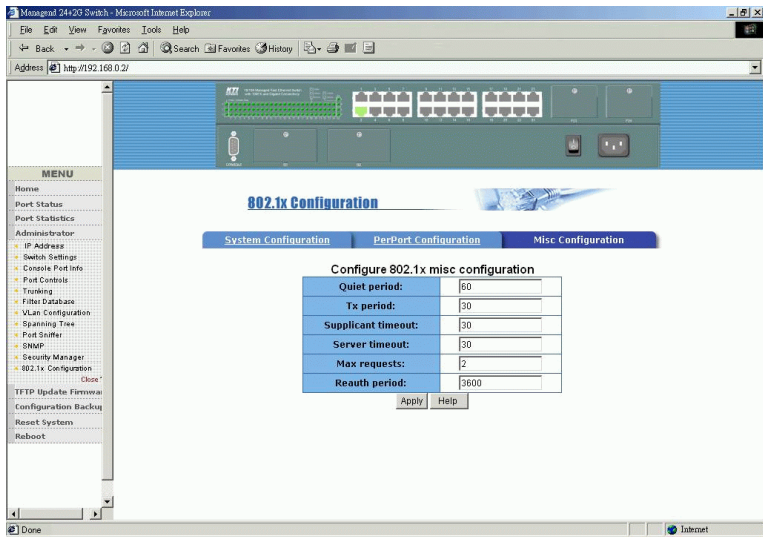 Managend 24+2G Switch - Microsoft Internet Explorer
File Edit View Favorites Tools Help
Back Search Favorites History
Address http://192.168.0.2/
CONSOLE
MENU
Home
Port Status
Port Statistics
Administrator
IP Address
Switch Settings
Console Port Info
Port Controls
Trunking
Filter Database
VLan Configuration
Spanning Tree
Port Sniffer
SNMP
Security Manager
802.1x Configuration
Close
TFTP Update Firmwar
Configuration Backup
Reset System
Reboot
802.1x Configuration
System Configuration PerPort Configuration Misc Configuration
Configure 802.1x misc configuration
Quiet period: 60
Tx period: 30
Supplicant timeout: 30
Server timeout: 30
Max requests: 2
Reauth period: 3600
Apply Help
Done Internet